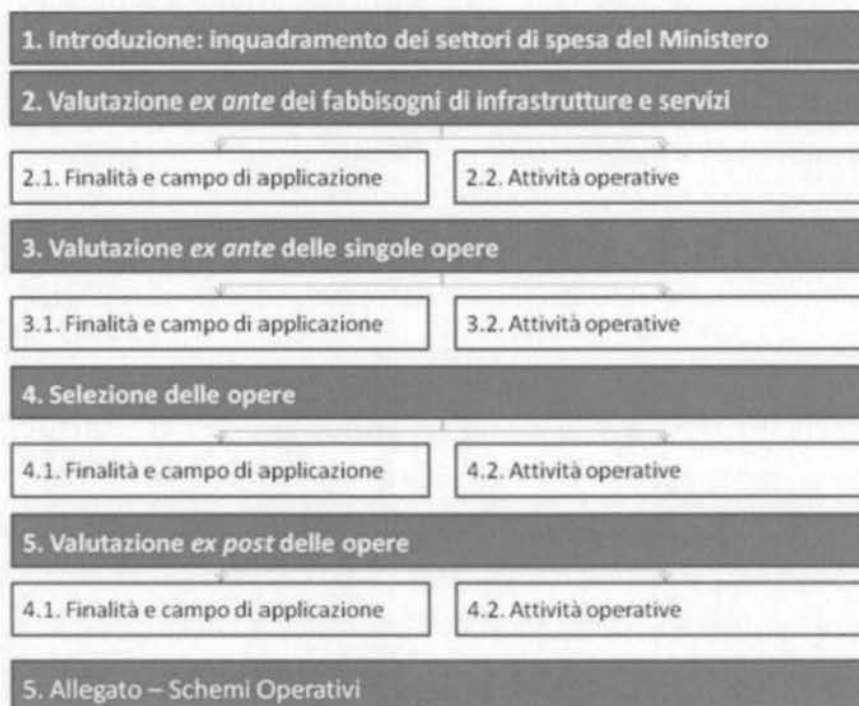 1. Introduzione: inquadramento dei settori di spesa del Ministero
2. Valutazione ex ante dei fabbisogni di infrastrutture e servizi
2.1. Finalità e campo di applicazione
2.2. Attività operative
3. Valutazione ex ante delle singole opere
3.1. Finalità e campo di applicazione
3.2. Attività operative
4. Selezione delle opere
4.1. Finalità e campo di applicazione
4.2. Attività operative
5. Valutazione ex post delle opere
4.1. Finalità e campo di applicazione
4.2. Attività operative
5. Allegato – Schemi Operativi